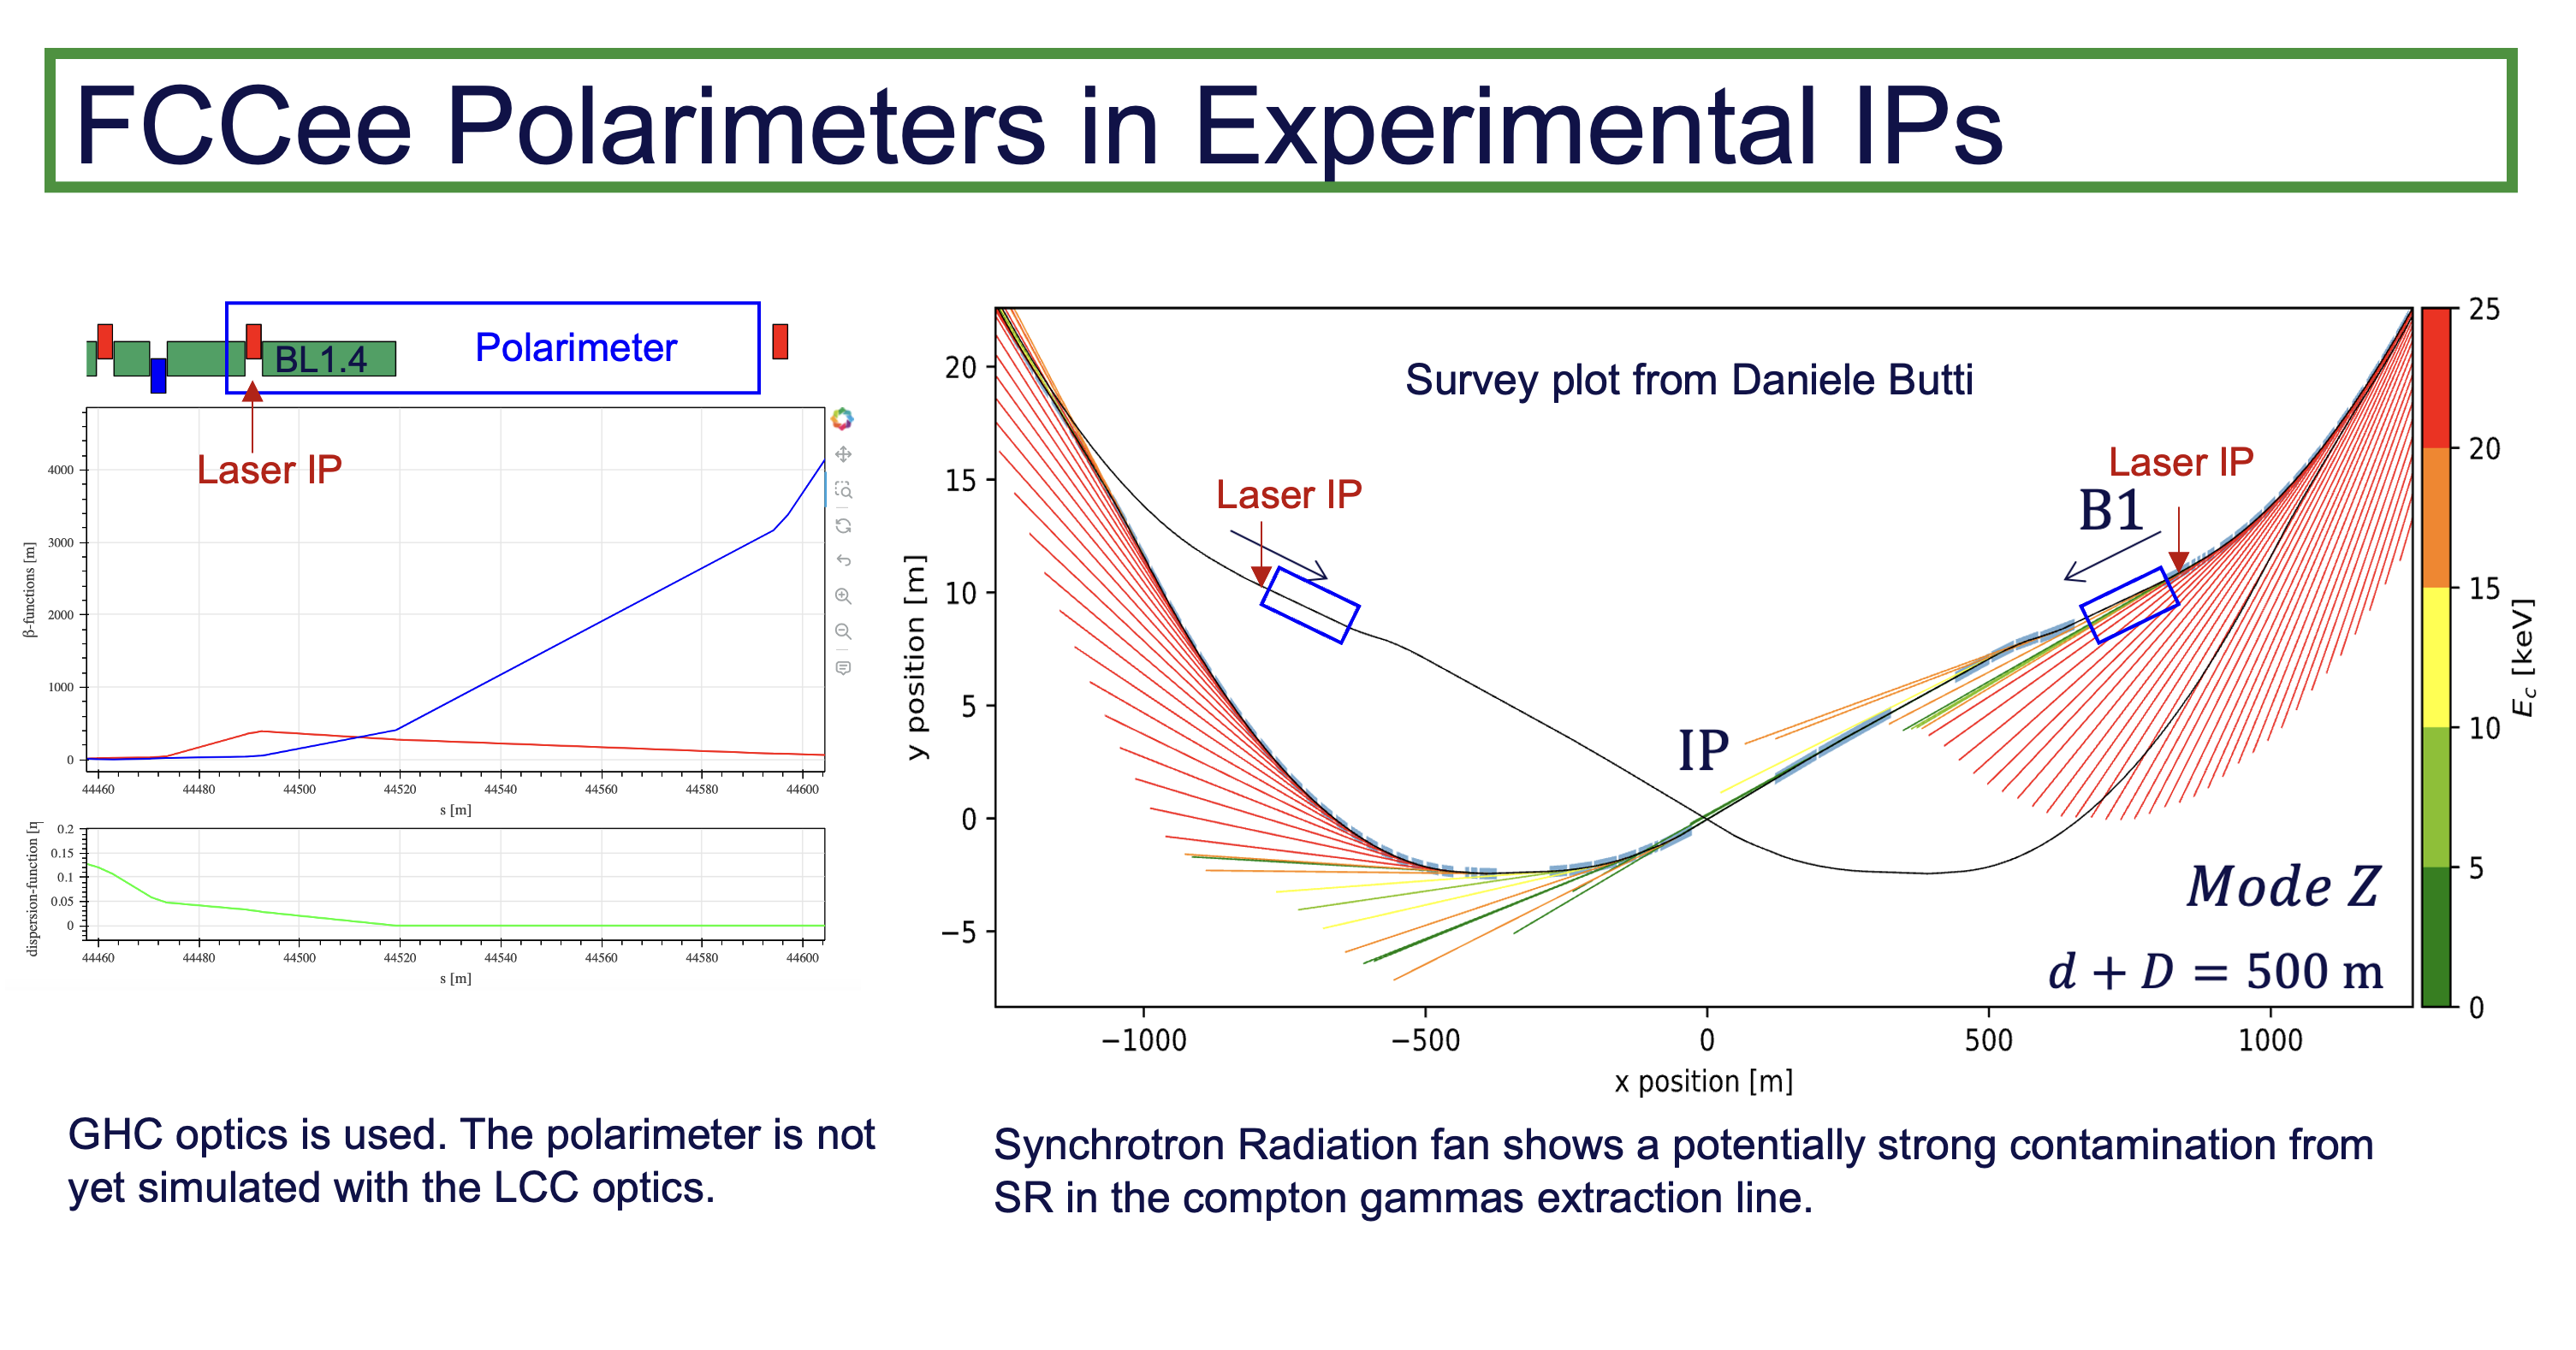 FCCee Polarimeters in Experimental IPs
BL1.4
Polarimeter
Laser IP
β-functions [m]
4000
3000
2000
1000
0
44460 44480 44500 44520 44540 44560 44580 44600
s [m]
dispersion-function [
0.2
0.15
0.1
0.05
0
44460 44480 44500 44520 44540 44560 44580 44600
s [m]
GHC optics is used. The polarimeter is not
yet simulated with the LCC optics.
Survey plot from Daniele Butti
Laser IP
Laser IP
B1
IP
Mode Z
d + D = 500 m
y position [m]
20
15
10
5
0
−5
−1000 −500 0 500 1000
x position [m]
25
20
15
10
5
0
E_c [keV]
Synchrotron Radiation fan shows a potentially strong contamination from
SR in the compton gammas extraction line.